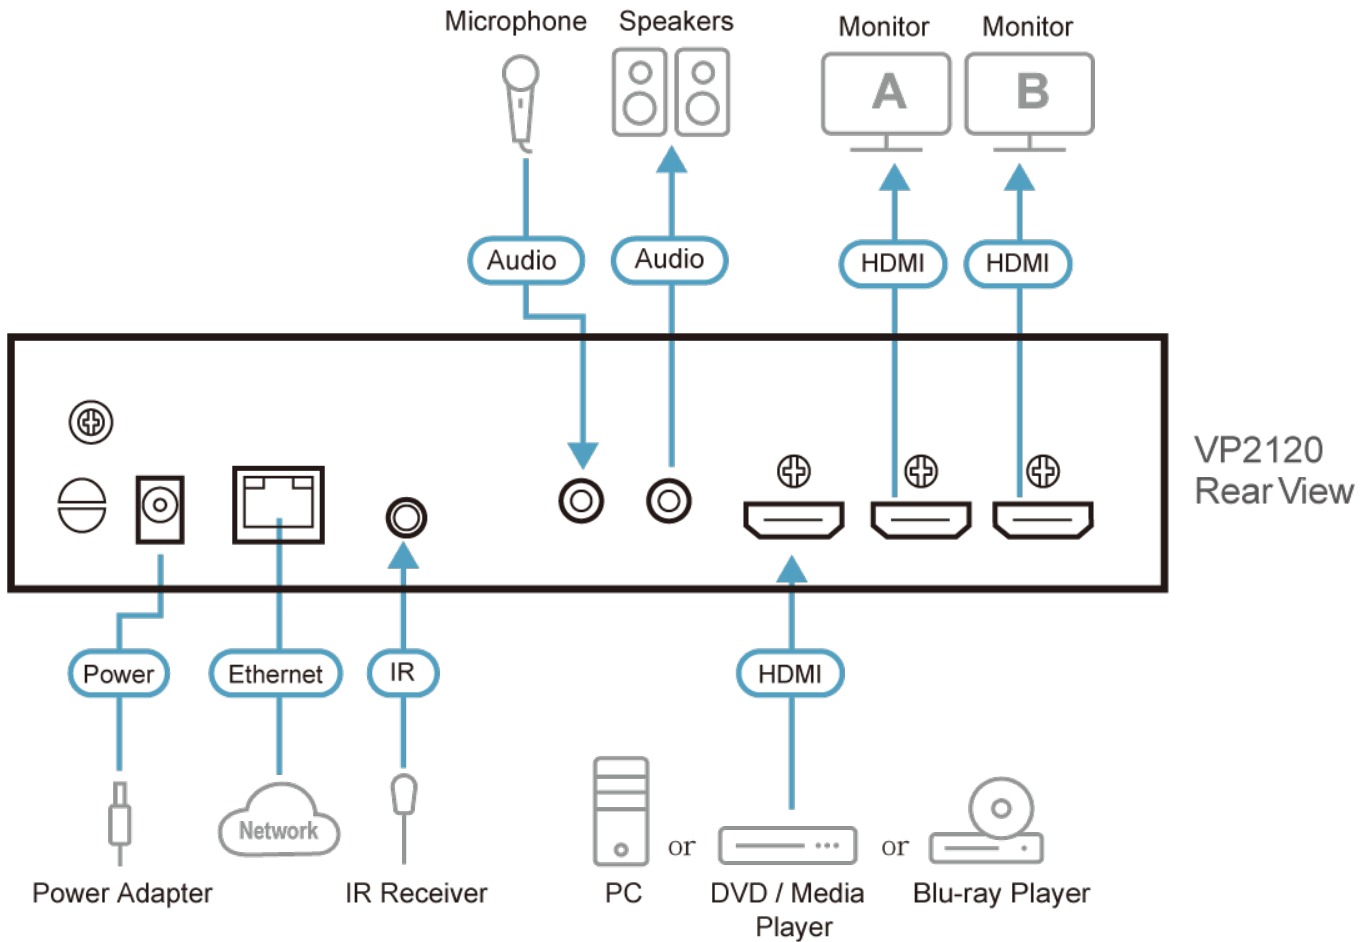 Microphone
Speakers
Monitor
Monitor
A
B
Audio
Audio
HDMI
HDMI
VP2120
Rear View
Power
Ethernet
IR
HDMI
Network
or
or
Power Adapter
IR Receiver
PC
DVD / Media
Player
Blu-ray Player